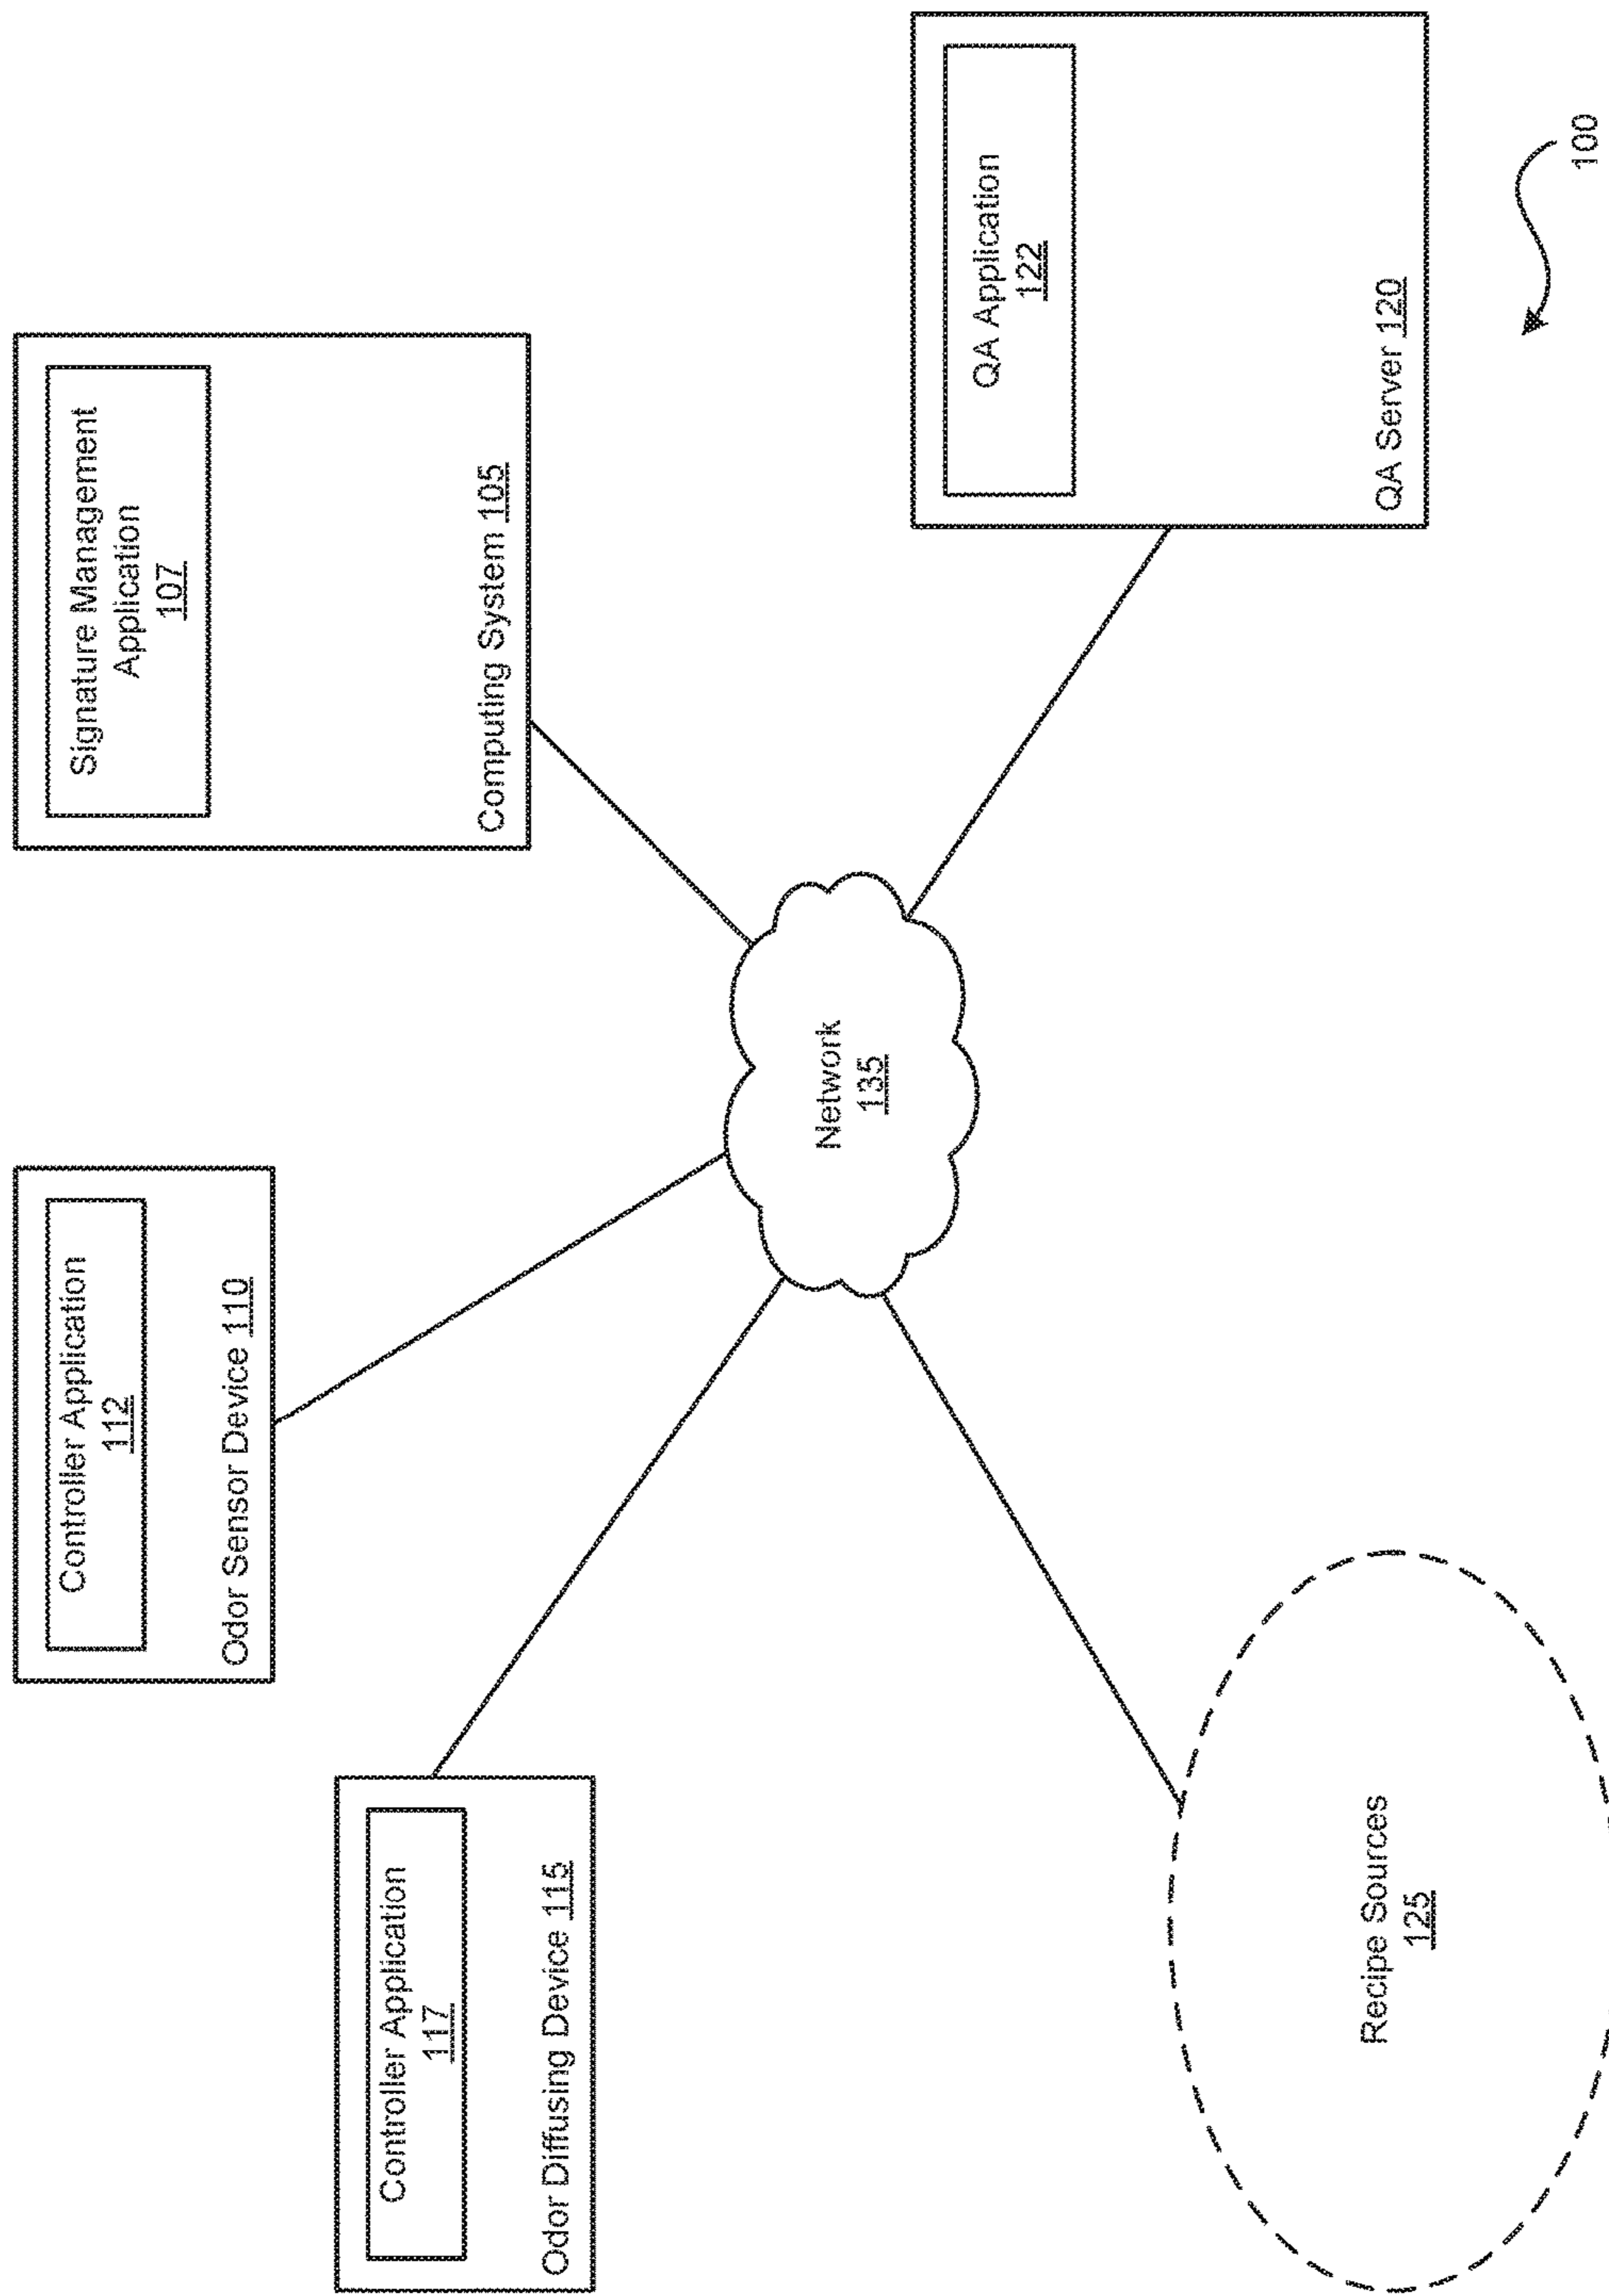 Controller Application
112
Odor Sensor Device 110
Signature Management
Application
107
Computing System 105
Controller Application
117
Odor Diffusing Device 115
Network
135
QA Application
122
QA Server 120
Recipe Sources
125
100